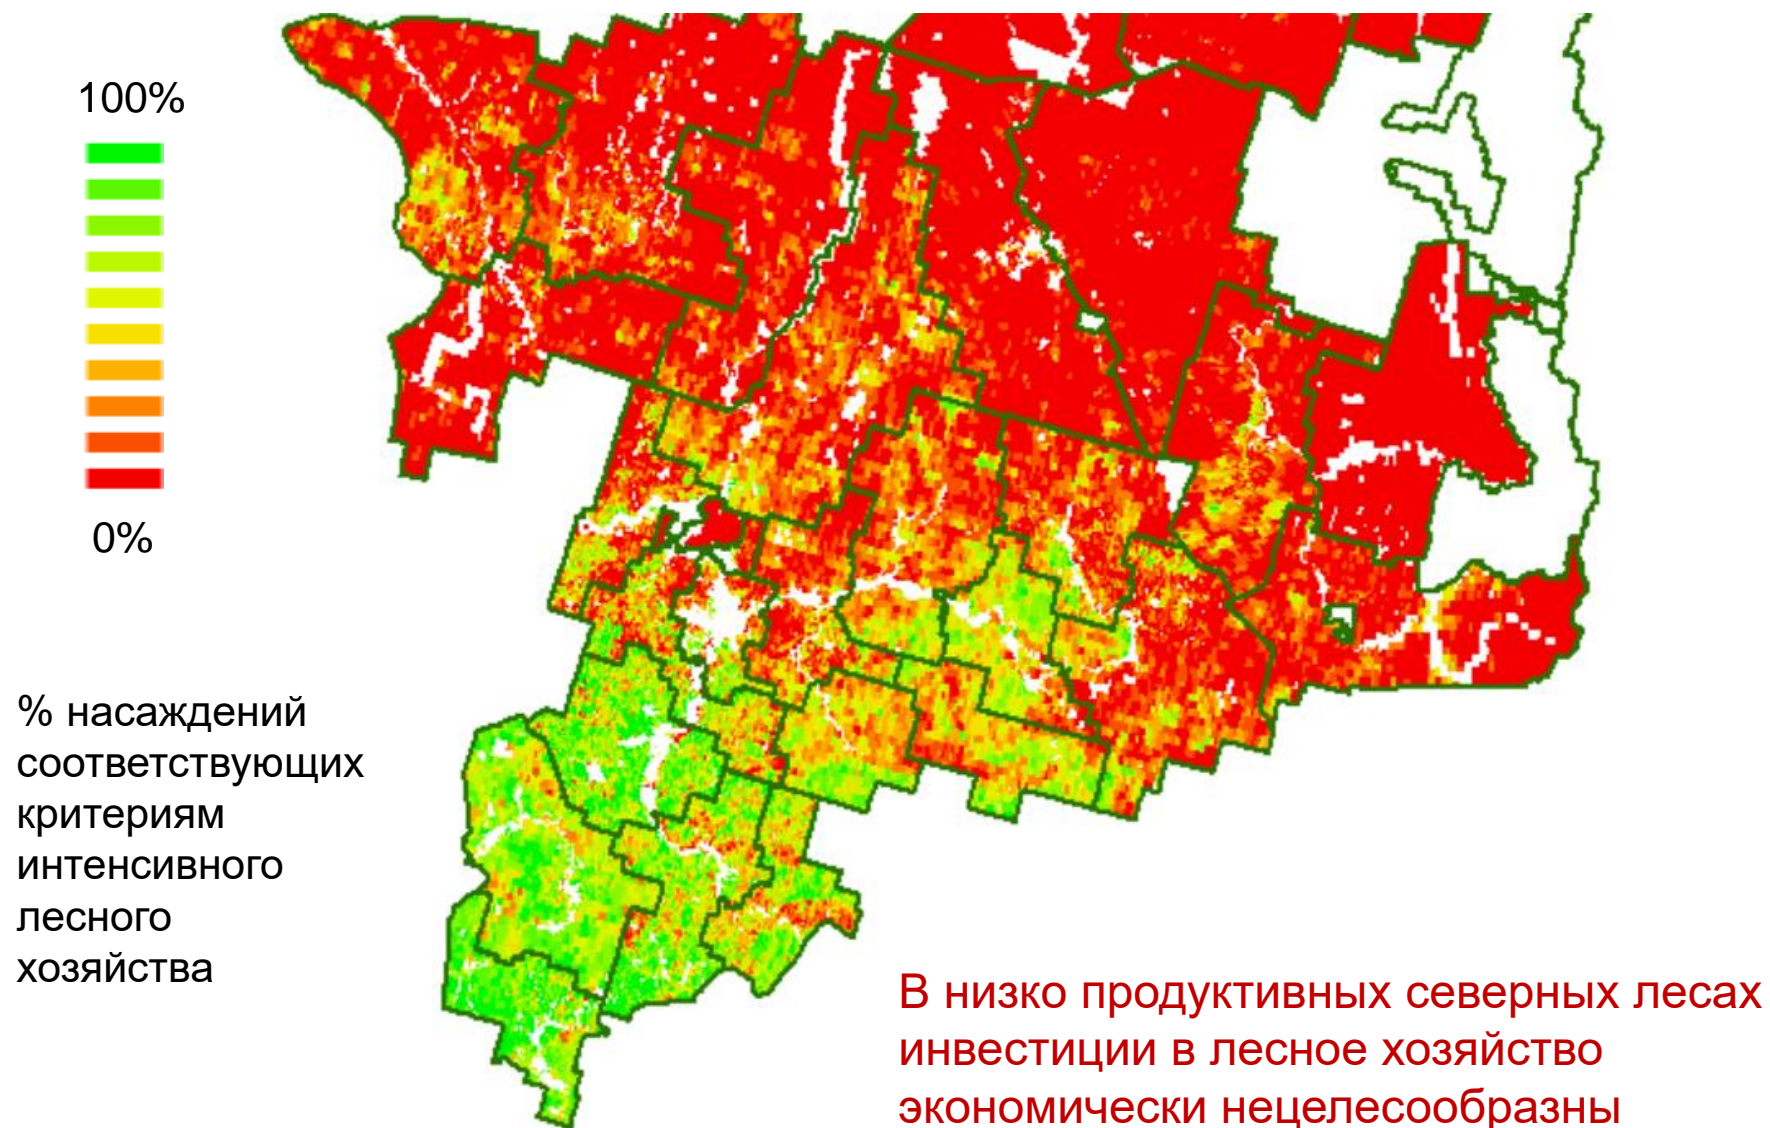 100%
0%
% насаждений
соответствующих
критериям
интенсивного
лесного
хозяйства
В низко продуктивных северных лесах
инвестиции в лесное хозяйство
экономически нецелесообразны